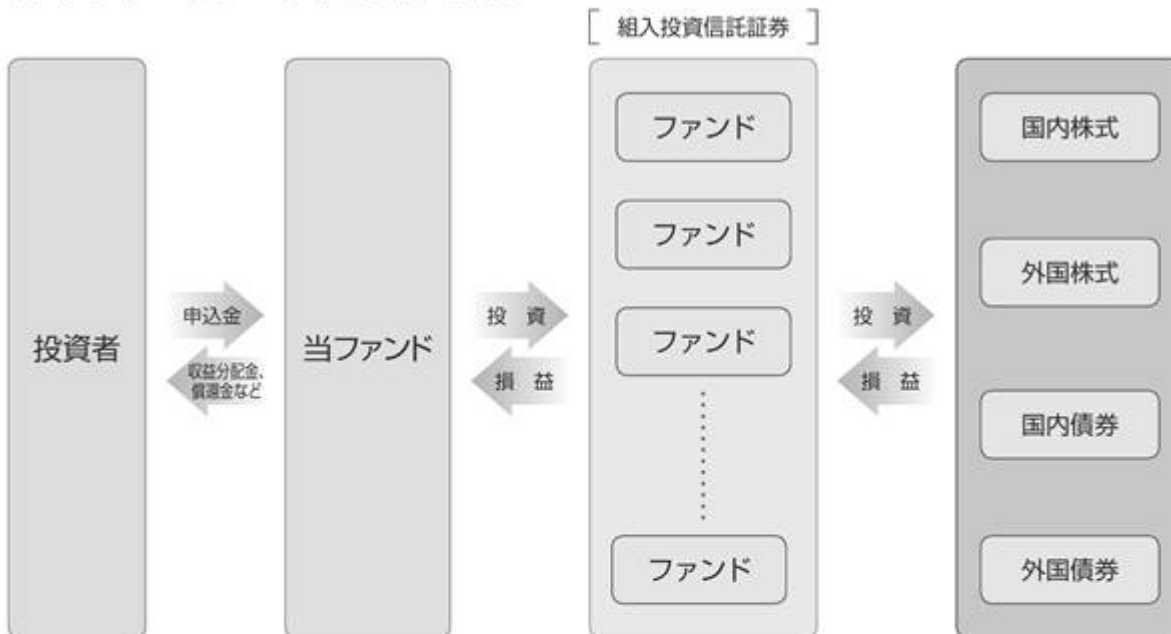 [ 組入投資信託証券 ]
投資者
申込金
収益分配金、
償還金など
当ファンド
投 資
損 益
ファンド
ファンド
ファンド
ファンド
投 資
損 益
国内株式
外国株式
国内債券
外国債券